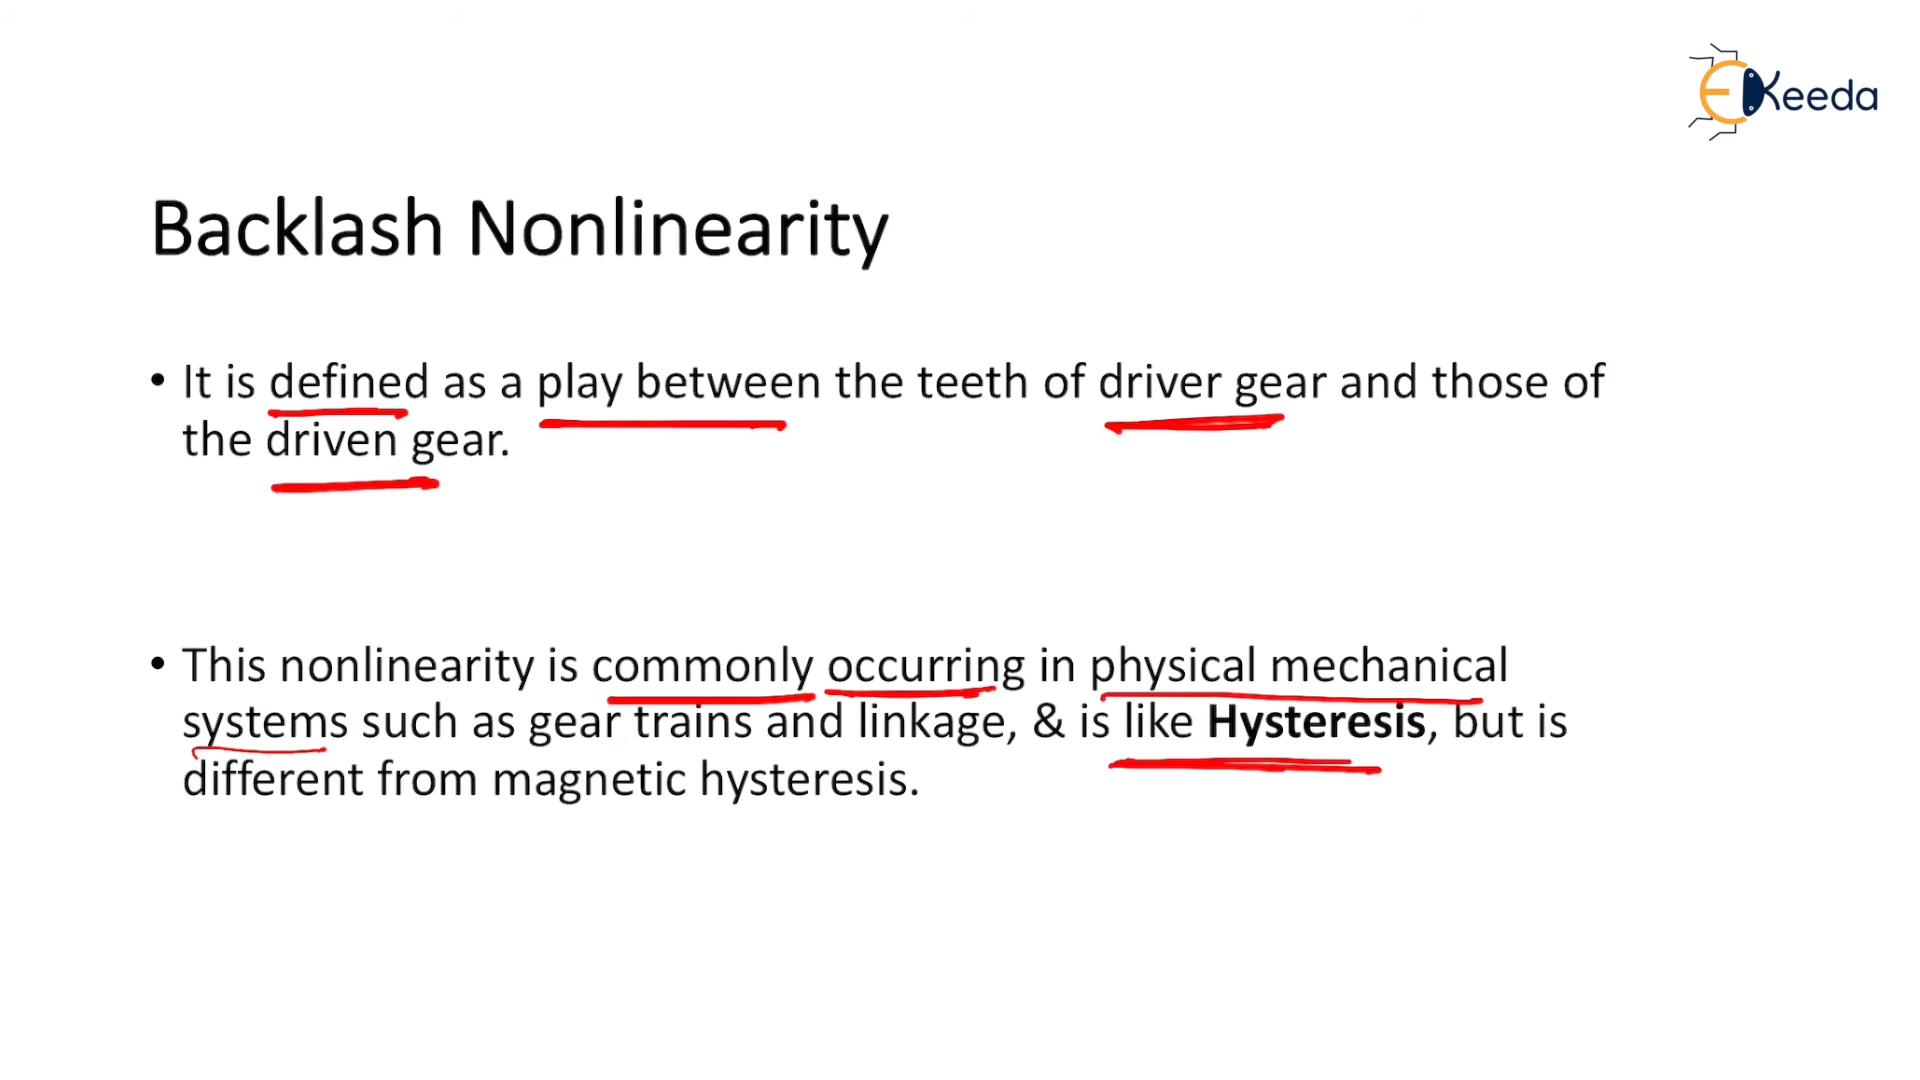 EKeeda
Backlash Nonlinearity
• It is defined as a play between the teeth of driver gear and those of
the driven gear.
• This nonlinearity is commonly occurring in physical mechanical
systems such as gear trains and linkage, & is like Hysteresis, but is
different from magnetic hysteresis.